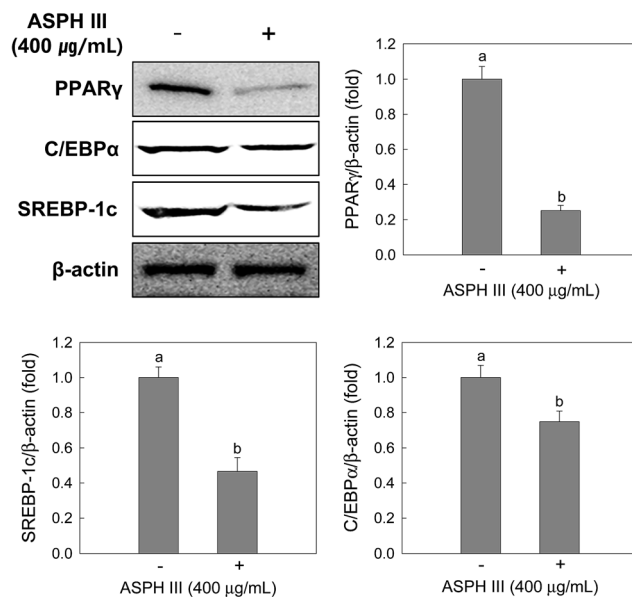 ASPH III
(400 μg/mL)
- +
PPARγ
C/EBPα
SREBP-1c
β-actin
PPARγ/β-actin (fold)
1.2
1.0
0.8
0.6
0.4
0.2
0.0
a
b
- +
ASPH III (400 μg/mL)
SREBP-1c/β-actin (fold)
1.2
1.0
0.8
0.6
0.4
0.2
0.0
a
b
- +
ASPH III (400 μg/mL)
C/EBPα/β-actin (fold)
1.2
1.0
0.8
0.6
0.4
0.2
0.0
a
b
- +
ASPH III (400 μg/mL)